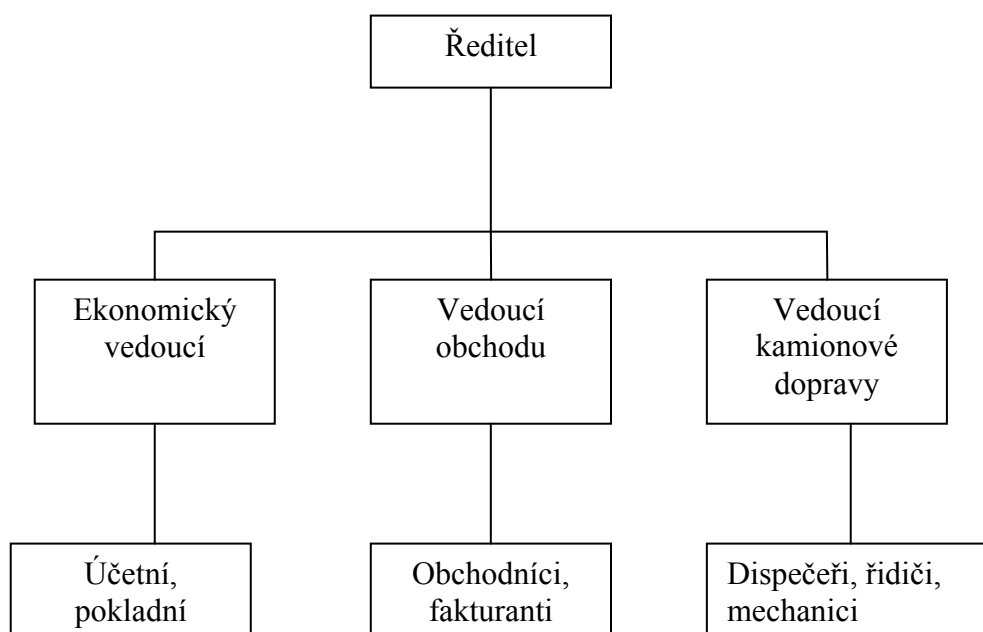 Ředitel
Ekonomický
vedoucí
Vedoucí
obchodu
Vedoucí
kamionové
dopravy
Účetní,
pokladní
Obchodníci,
fakturanti
Dispečeři, řidiči,
mechanici